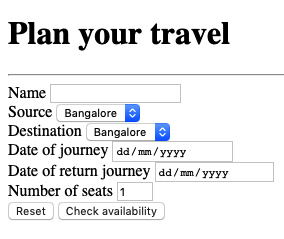 Plan your travel
Name
Source Bangalore
Destination Bangalore
Date of journey dd/mm/yyyy
Date of return journey dd/mm/yyyy
Number of seats 1
Reset Check availability